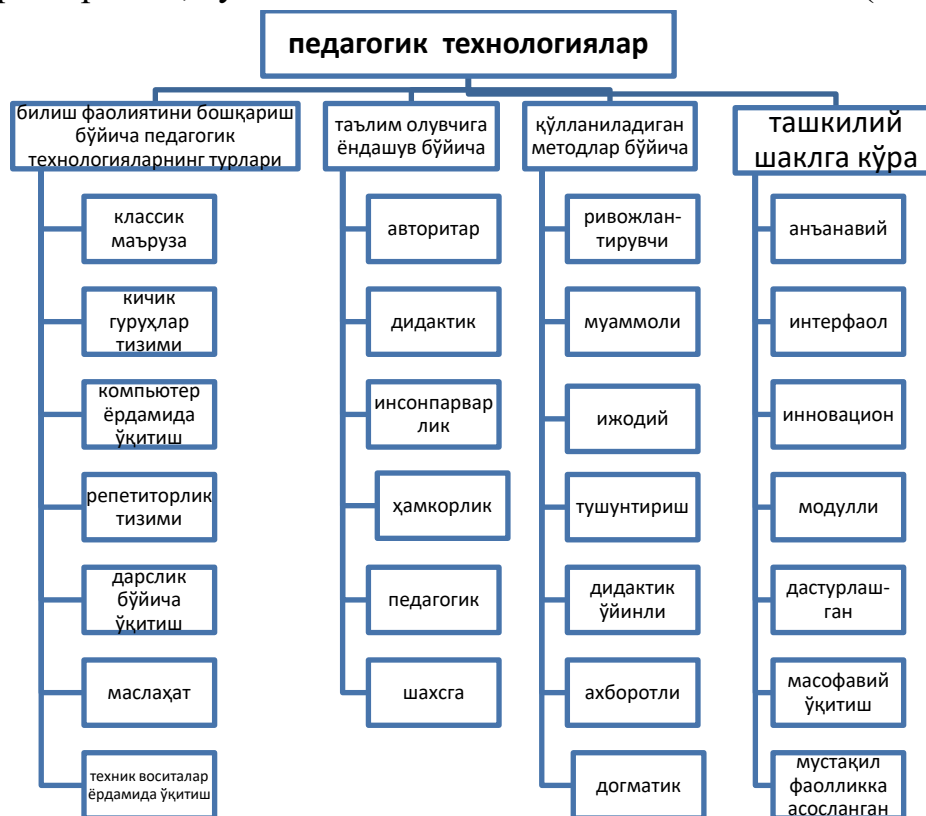 педагогик технологиялар
билиш фаолиятини бошқариш
бўйича педагогик
технологияларнинг турлари
классик
маъруза
кичик
гуруҳлар
тизими
компьютер
ёрдамида
ўқитиш
репетиторлик
тизими
дарслик
бўйича
ўқитиш
маслаҳат
техник воситалар
ёрдамида ўқитиш
таълим олувчига
ёндашув бўйича
авторитар
дидактик
инсонпарвар
лик
ҳамкорлик
педагогик
шахсга
қўлланиладиган
методлар бўйича
ривожлан-
тирувчи
муаммоли
ижодий
тушунтириш
дидактик
ўйинли
ахборотли
догматик
ташкилий
шаклга кўра
анъанавий
интерфаол
инновацион
модулли
дастурлаш-
ган
масофавий
ўқитиш
мустақил
фаолликка
асосланган